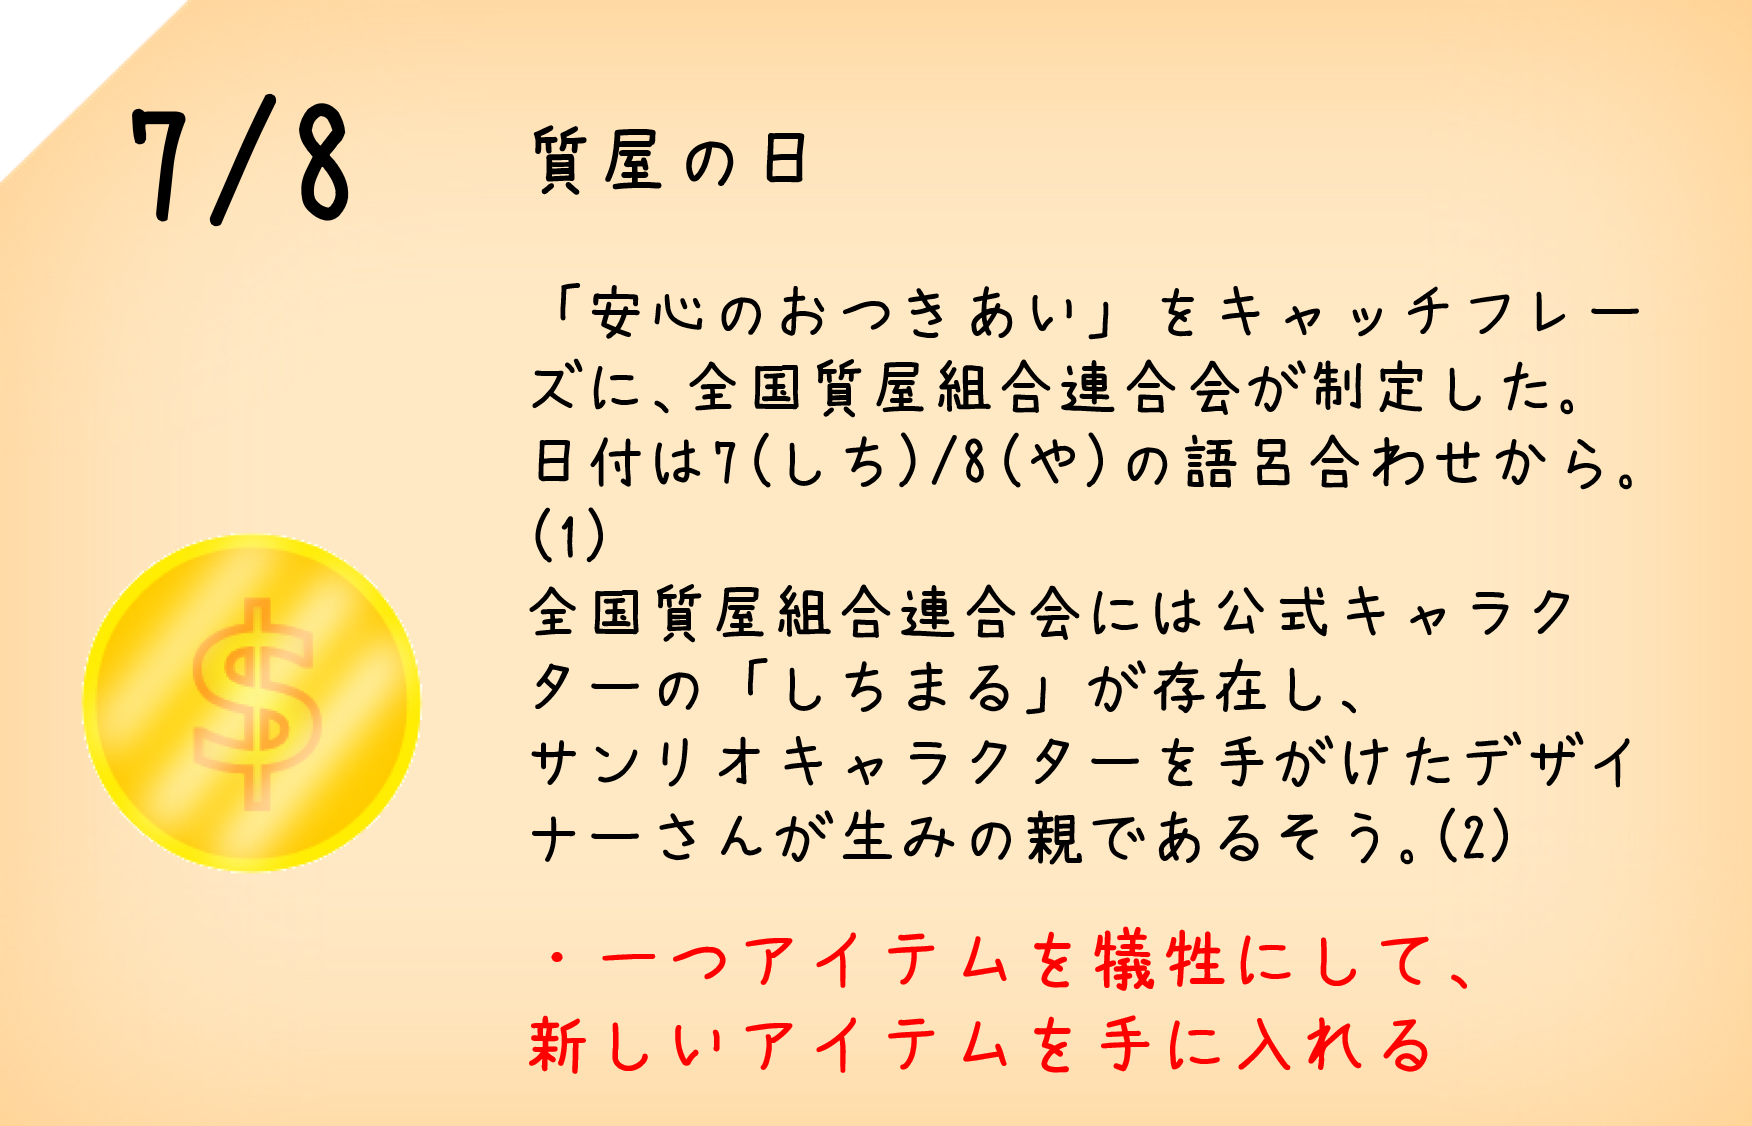 7/8
質屋の日
「安心のおつきあい」をキャッチフレー
ズに、全国質屋組合連合会が制定した。
日付は7(しち)/8(や)の語呂合わせから。
(1)
全国質屋組合連合会には公式キャラク
ターの「しちまる」が存在し、
サンリオキャラクターを手がけたデザイ
ナーさんが生みの親であるそう。(2)
・一つアイテムを犠牲にして、
新しいアイテムを手に入れる
$